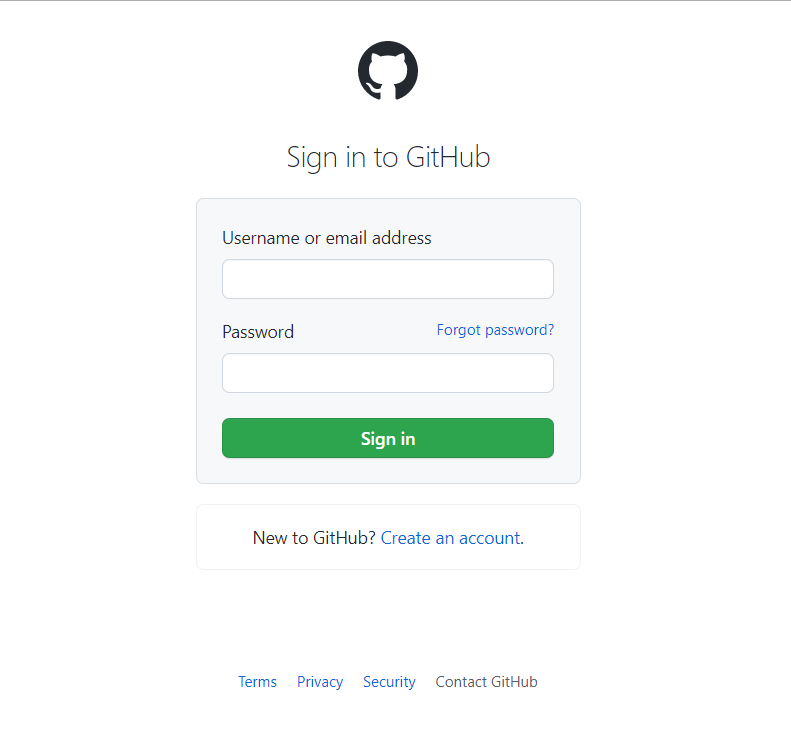 Sign in to GitHub
Username or email address
Password Forgot password?
Sign in
New to GitHub? Create an account.
Terms Privacy Security Contact GitHub